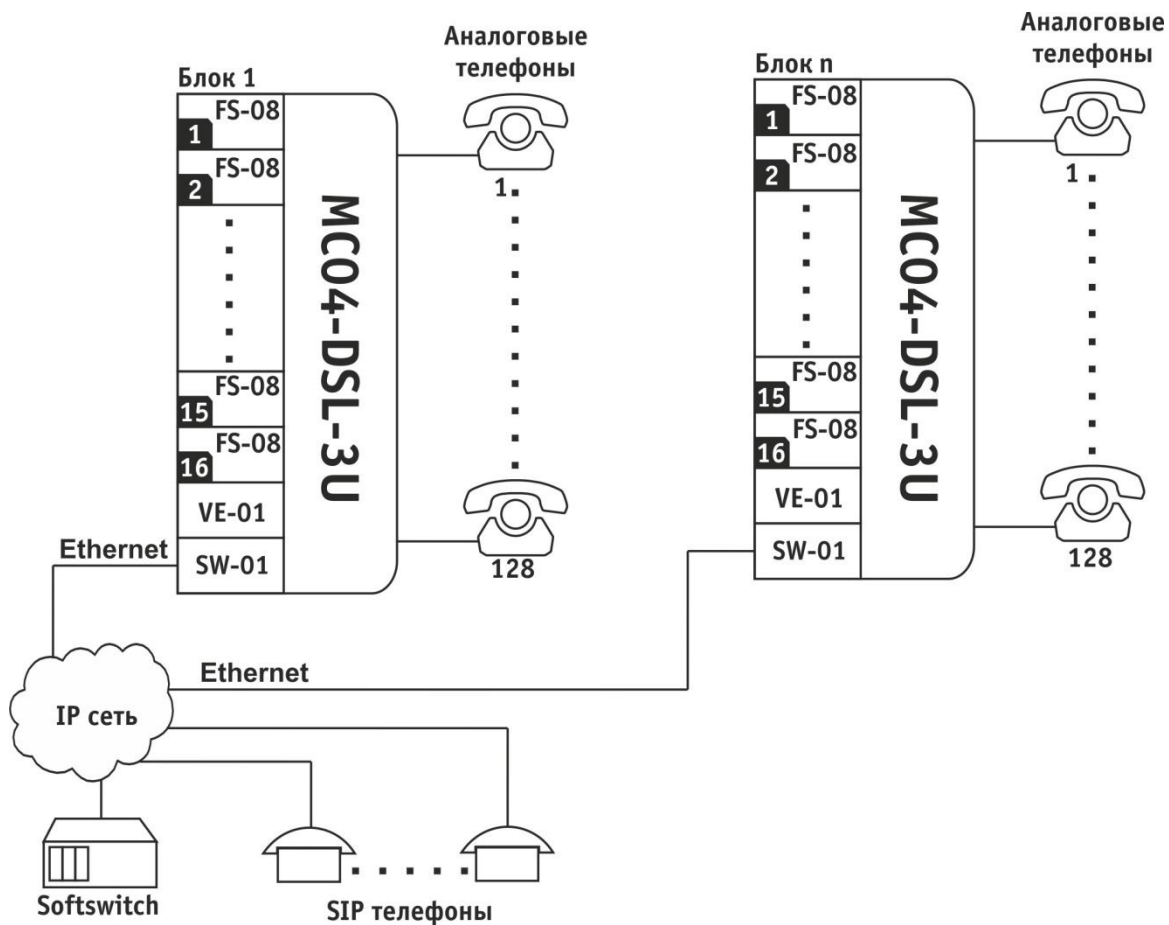 Аналоговые
телефоны
Блок 1
FS-08
1
FS-08
2
FS-08
15
FS-08
16
VE-01
SW-01
MC04-DSL-3U
1
128
Аналоговые
телефоны
Блок n
FS-08
1
FS-08
2
FS-08
15
FS-08
16
VE-01
SW-01
MC04-DSL-3U
1
128
Ethernet
Ethernet
IP сеть
Softswitch
SIP телефоны